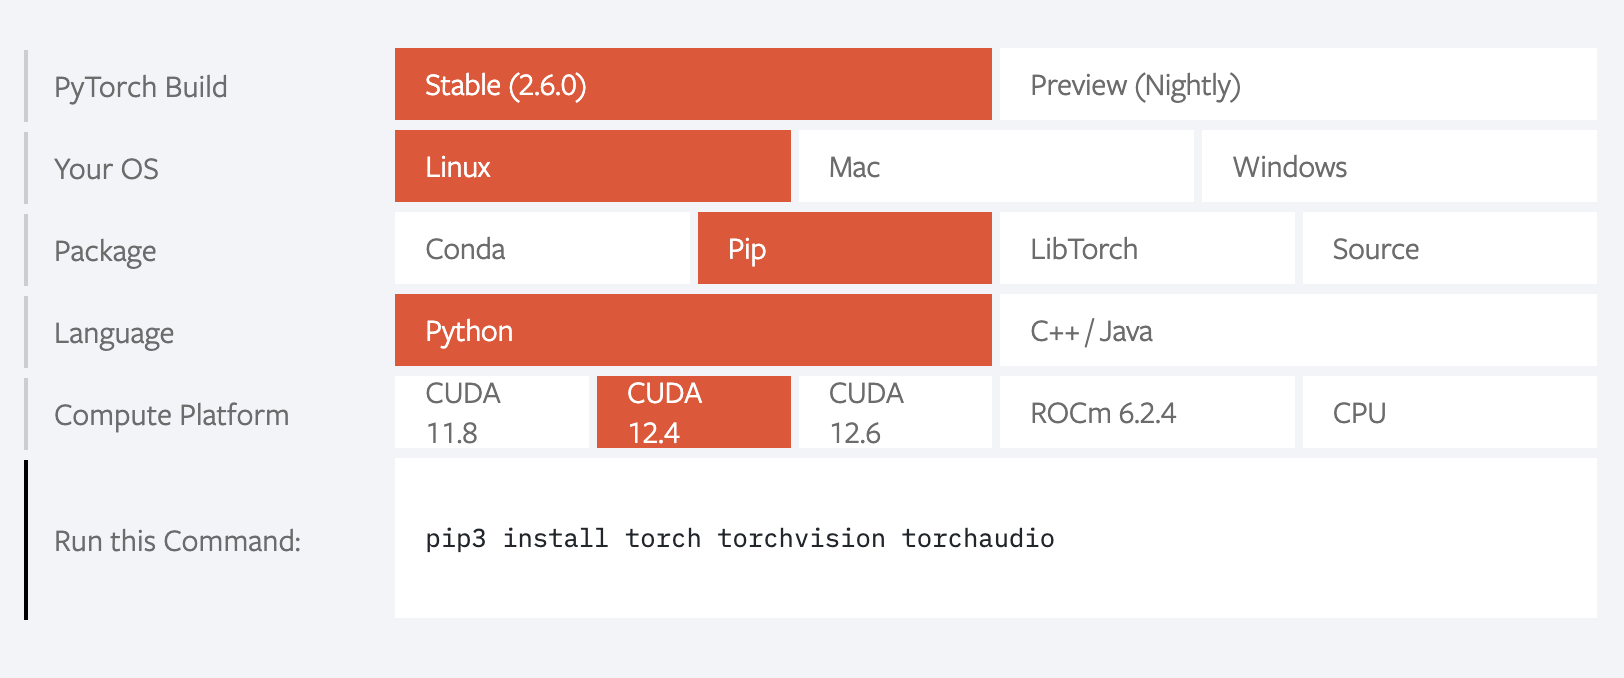 PyTorch Build
Stable (2.6.0)
Preview (Nightly)
Your OS
Linux
Mac
Windows
Package
Conda
Pip
LibTorch
Source
Language
Python
C++ / Java
Compute Platform
CUDA
11.8
CUDA
12.4
CUDA
12.6
ROCm 6.2.4
CPU
Run this Command:
pip3 install torch torchvision torchaudio